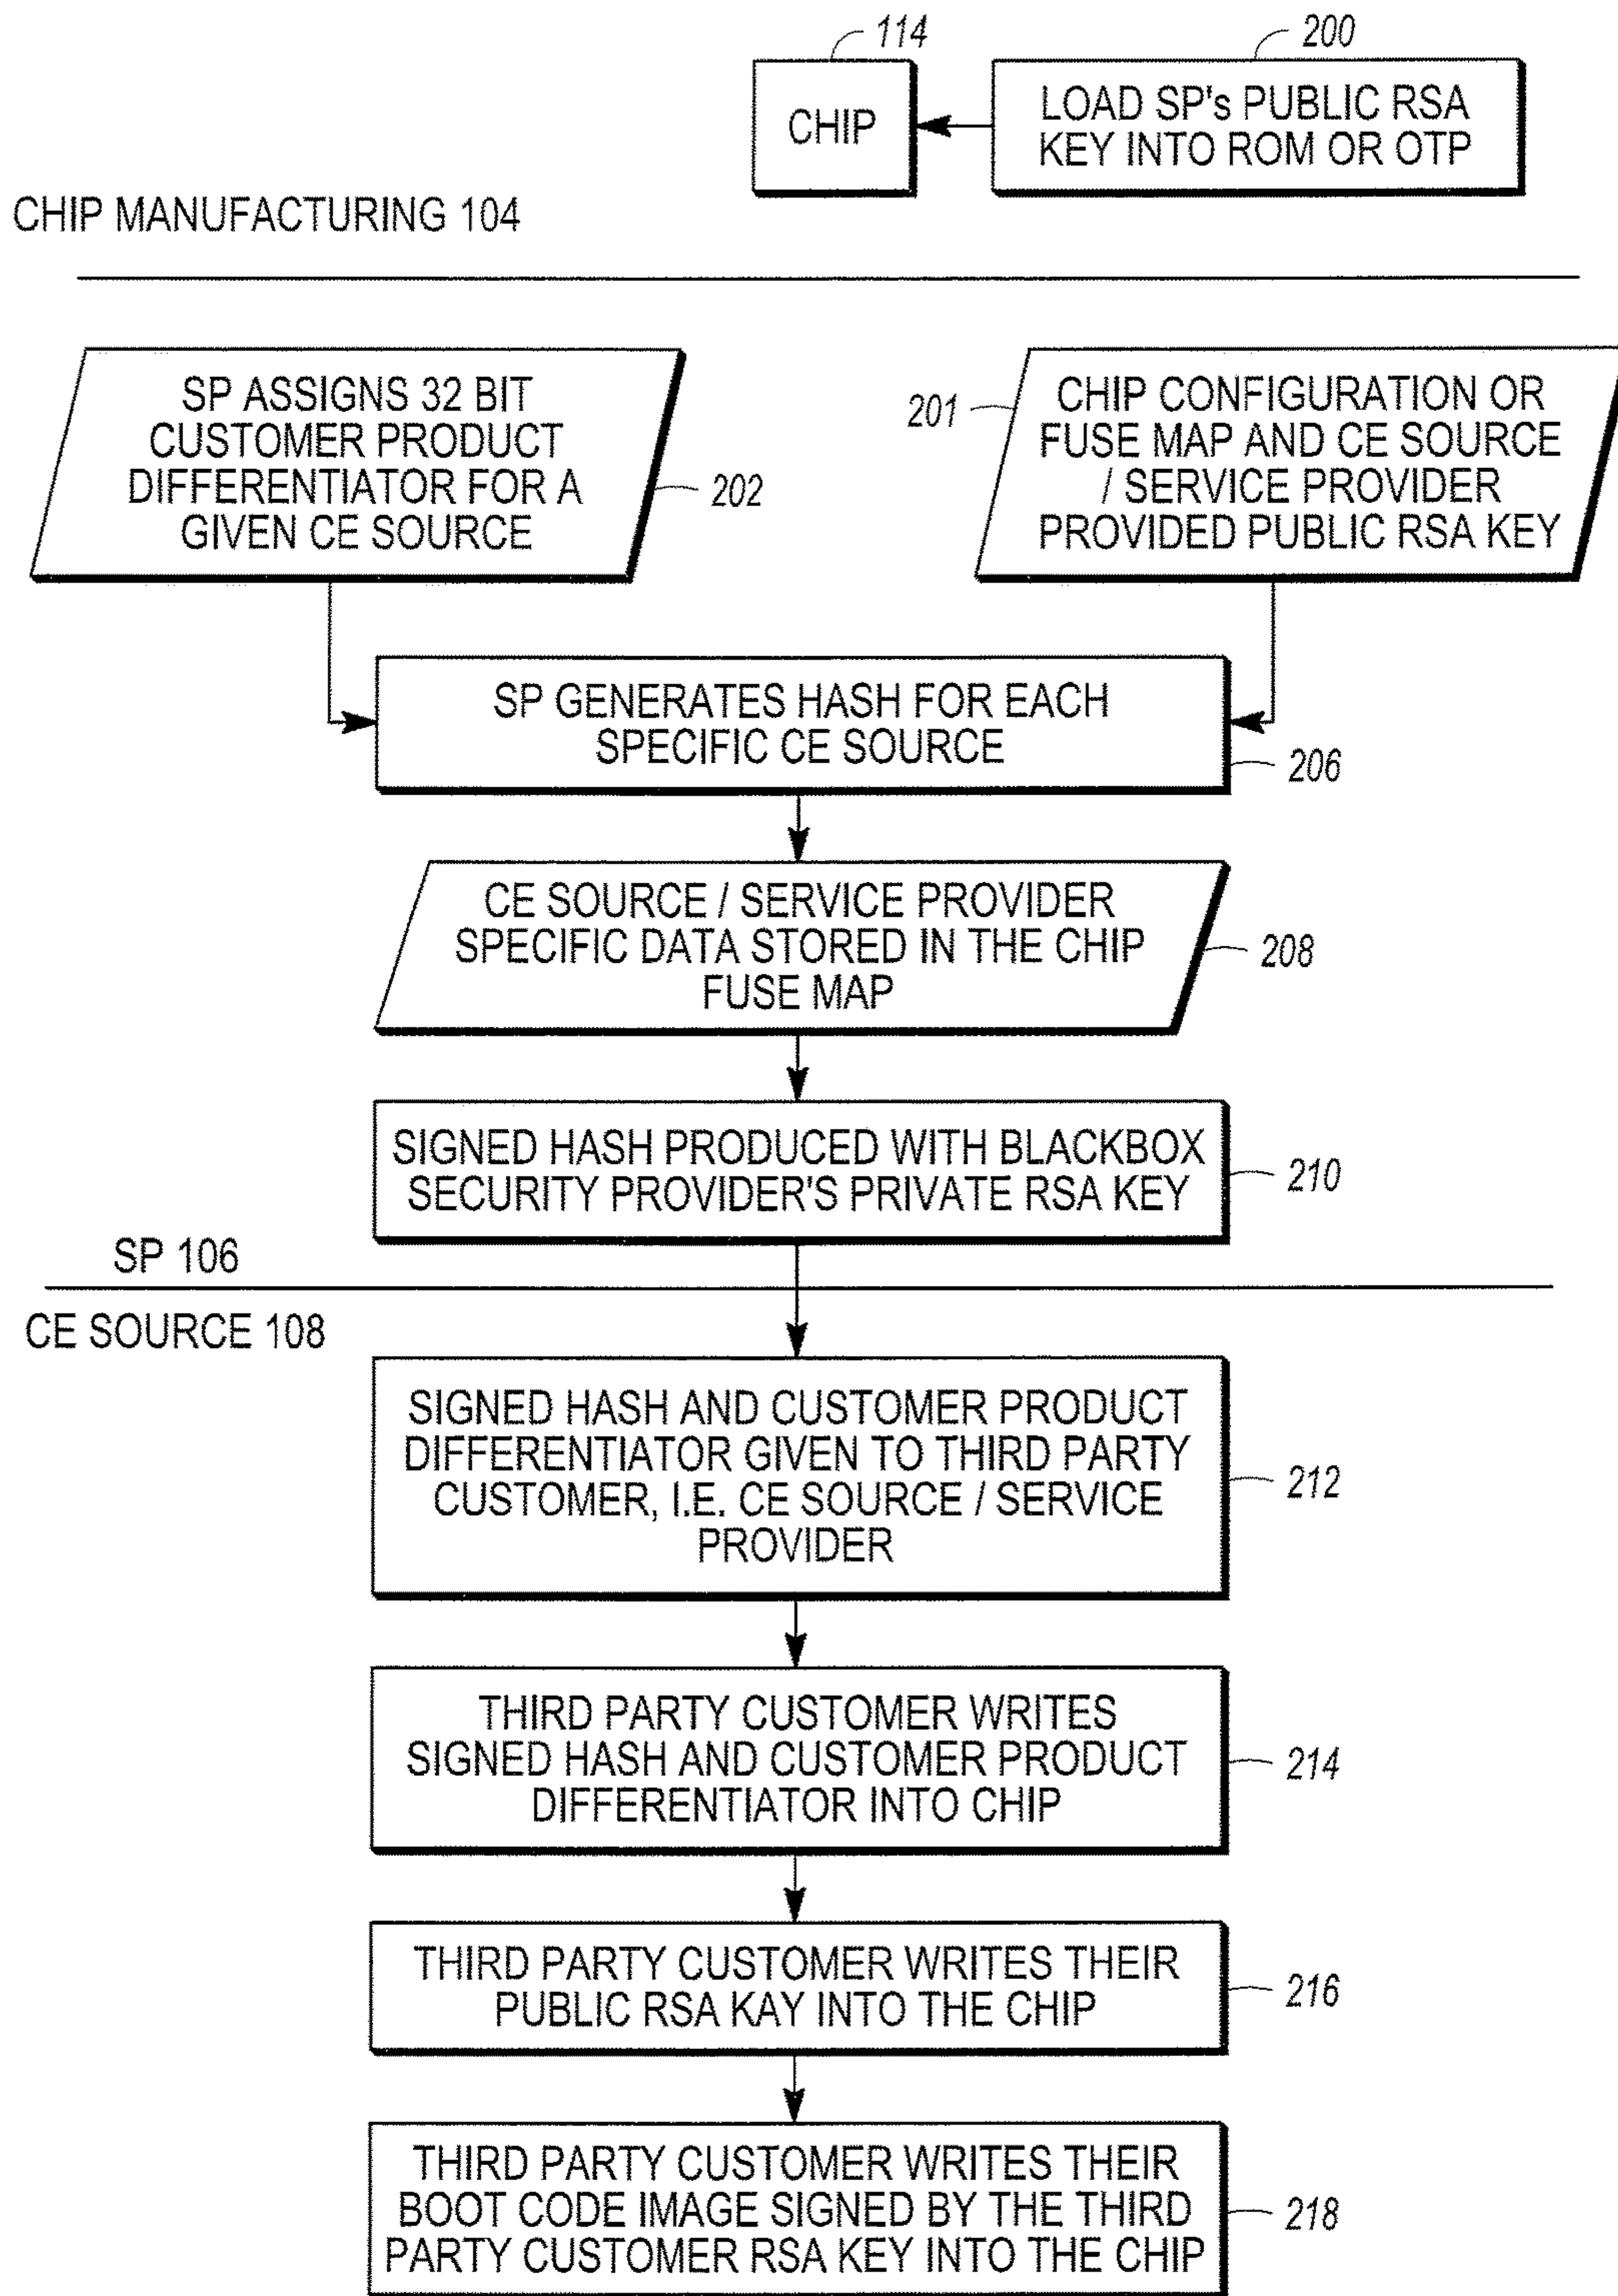 114
200
CHIP
LOAD SP's PUBLIC RSA
KEY INTO ROM OR OTP
CHIP MANUFACTURING 104
SP ASSIGNS 32 BIT
CUSTOMER PRODUCT
DIFFERENTIATOR FOR A
GIVEN CE SOURCE
202
201
CHIP CONFIGURATION OR
FUSE MAP AND CE SOURCE
/ SERVICE PROVIDER
PROVIDED PUBLIC RSA KEY
SP GENERATES HASH FOR EACH
SPECIFIC CE SOURCE
206
CE SOURCE / SERVICE PROVIDER
SPECIFIC DATA STORED IN THE CHIP
FUSE MAP
208
SIGNED HASH PRODUCED WITH BLACKBOX
SECURITY PROVIDER'S PRIVATE RSA KEY
210
SP 106
CE SOURCE 108
SIGNED HASH AND CUSTOMER PRODUCT
DIFFERENTIATOR GIVEN TO THIRD PARTY
CUSTOMER, I.E. CE SOURCE / SERVICE
PROVIDER
212
THIRD PARTY CUSTOMER WRITES
SIGNED HASH AND CUSTOMER PRODUCT
DIFFERENTIATOR INTO CHIP
214
THIRD PARTY CUSTOMER WRITES THEIR
PUBLIC RSA KAY INTO THE CHIP
216
THIRD PARTY CUSTOMER WRITES THEIR
BOOT CODE IMAGE SIGNED BY THE THIRD
PARTY CUSTOMER RSA KEY INTO THE CHIP
218